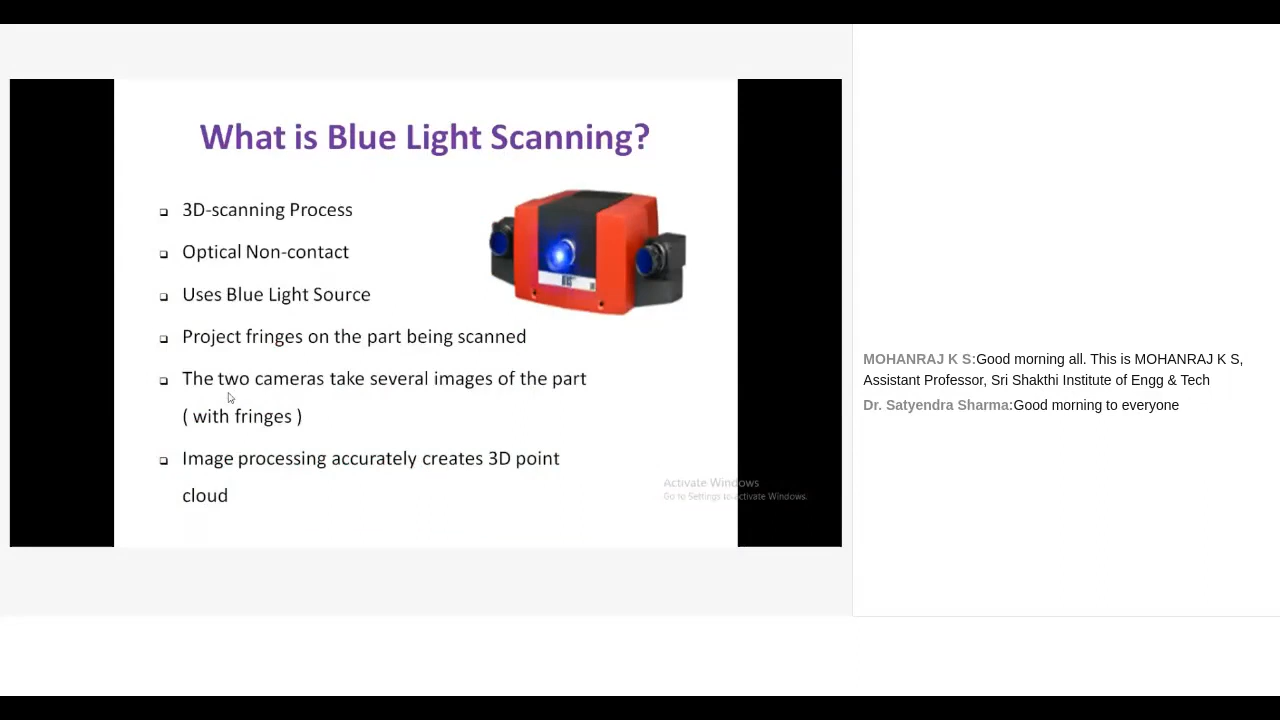 What is Blue Light Scanning?
3D-scanning Process
Optical Non-contact
Uses Blue Light Source
Project fringes on the part being scanned
The two cameras take several images of the part
( with fringes )
Image processing accurately creates 3D point
cloud
Activate Windows
Go to Settings to activate Windows.
MOHANRAJ K S:Good morning all. This is MOHANRAJ K S,
Assistant Professor, Sri Shakthi Institute of Engg & Tech
Dr. Satyendra Sharma:Good morning to everyone